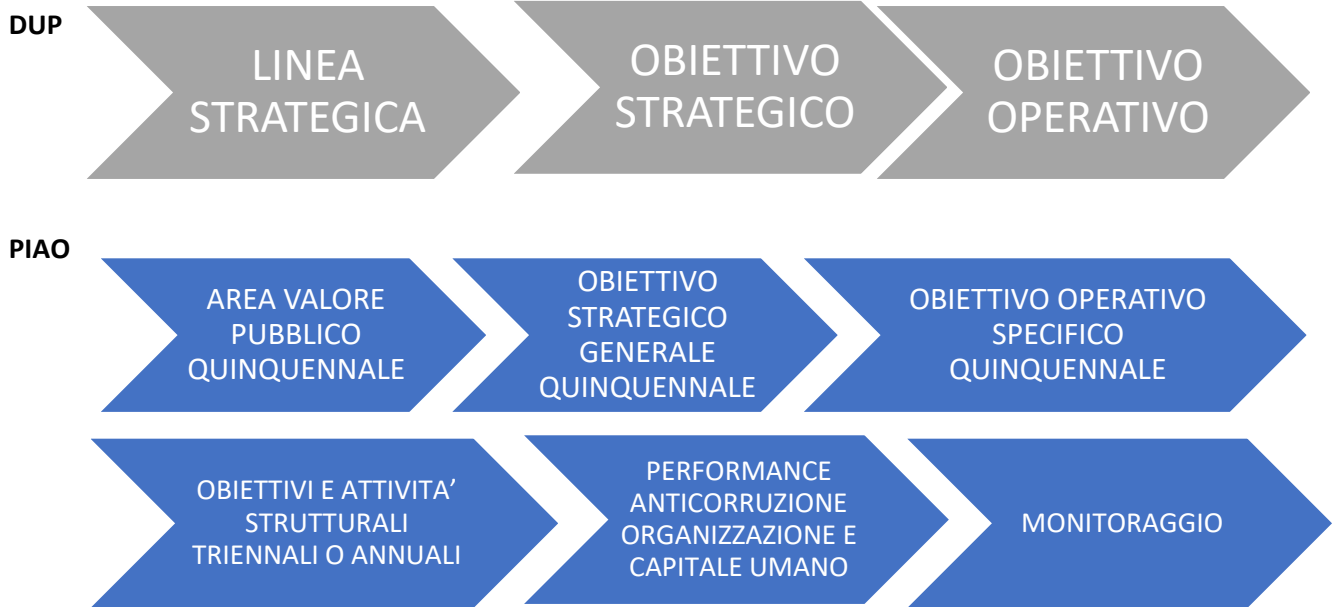 DUP
LINEA
STRATEGICA
OBIETTIVO
STRATEGICO
OBIETTIVO
OPERATIVO
PIAO
AREA VALORE
PUBBLICO
QUINQUENNALE
OBIETTIVO
STRATEGICO
GENERALE
QUINQUENNALE
OBIETTIVO OPERATIVO
SPECIFICO
QUINQUENNALE
OBIETTIVI E ATTIVITA’
STRUTTURALI
TRIENNALI O ANNUALI
PERFORMANCE
ANTICORRUZIONE
ORGANIZZAZIONE E
CAPITALE UMANO
MONITORAGGIO